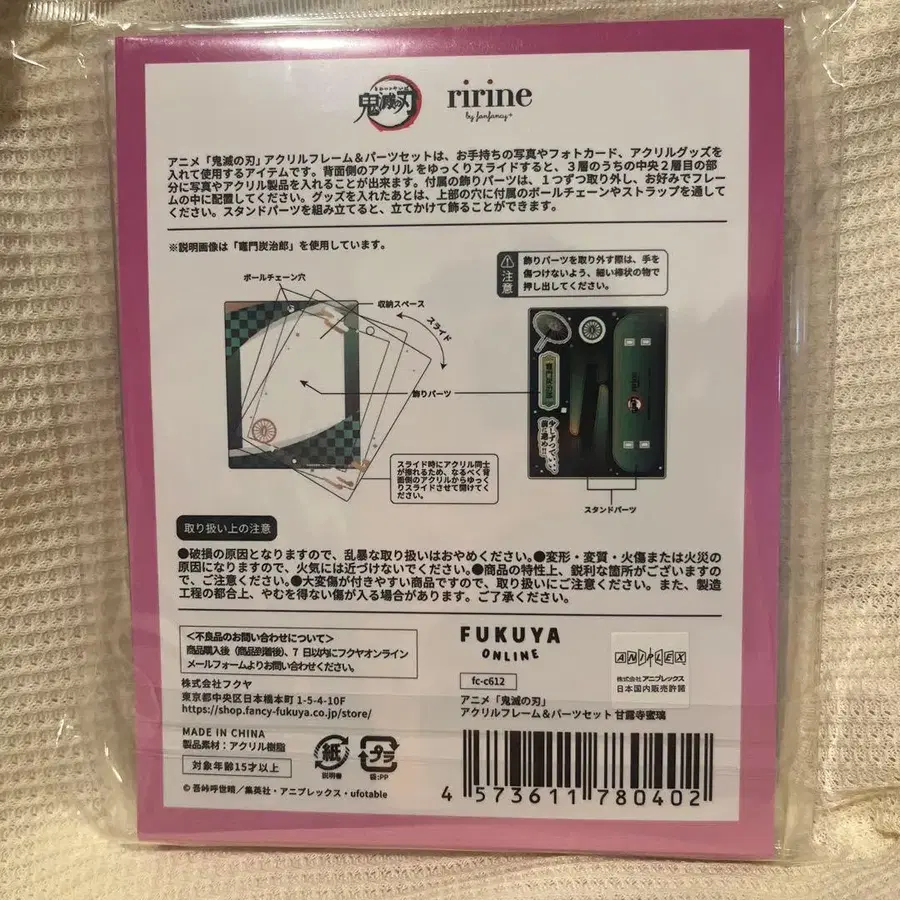 鬼滅の刃
ririne
by fanfancy+
アニメ「鬼滅の刃」アクリルフレーム＆パーツセットは、お手持ちの写真やフォトカード、アクリルグッズを
入れて使用するアイテムです。背面側のアクリルをゆっくりスライドすると、３層のうちの中央２層目の部
分に写真やアクリル製品を入れることが出来ます。付属の飾りパーツは、１つずつ取り外し、お好みでフレー
ムの中に配置してください。グッズを入れたあとは、上部の穴に付属のボールチェーンやストラップを通して
ください。スタンドパーツを組み立てると、立てかけて飾ることができます。
※説明画像は「竈門炭治郎」を使用しています。
注意
飾りパーツを取り外す際は、手を
傷つけないよう、細い棒状の物で
押し出してください。
ボールチェーン穴
収納スペース
スライド
飾りパーツ
竈門炭治郎
スライド時にアクリル同士
が擦れるため、なるべく背
面側のアクリルからゆっく
りスライドさせて開けてく
ださい。
スタンドパーツ
取り扱い上の注意
●破損の原因となりますので、乱暴な取り扱いはおやめください。●変形・変質・火傷または火災の
原因になりますので、火気には近づけないでください。●商品の特性上、鋭利な箇所がございますの
で、ご注意ください。●大変傷が付きやすい商品ですので、取り扱いにご注意ください。また、製造
工程の都合上、やむを得ない傷が入る場合があります。ご了承ください。
＜不良品のお問い合わせについて＞
商品購入後（商品到着後）、7 日以内にフクヤオンライン
メールフォームよりお問い合わせください。
株式会社フクヤ
東京都中央区日本橋本町 1-5-4-10F
https://shop.fancy-fukuya.co.jp/store/
MADE IN CHINA
製品素材：アクリル樹脂
対象年齢15才以上
紙
説明書
プラ
袋:PP
© 吾峠呼世晴／集英社・アニプレックス・ufotable
FUKUYA
ONLINE
fc-c612
アニメ「鬼滅の刃」
アクリルフレーム＆パーツセット 甘露寺蜜璃
ANIPLEX
株式会社 アニプレックス
日本国内販売許諾
4 573611 780402